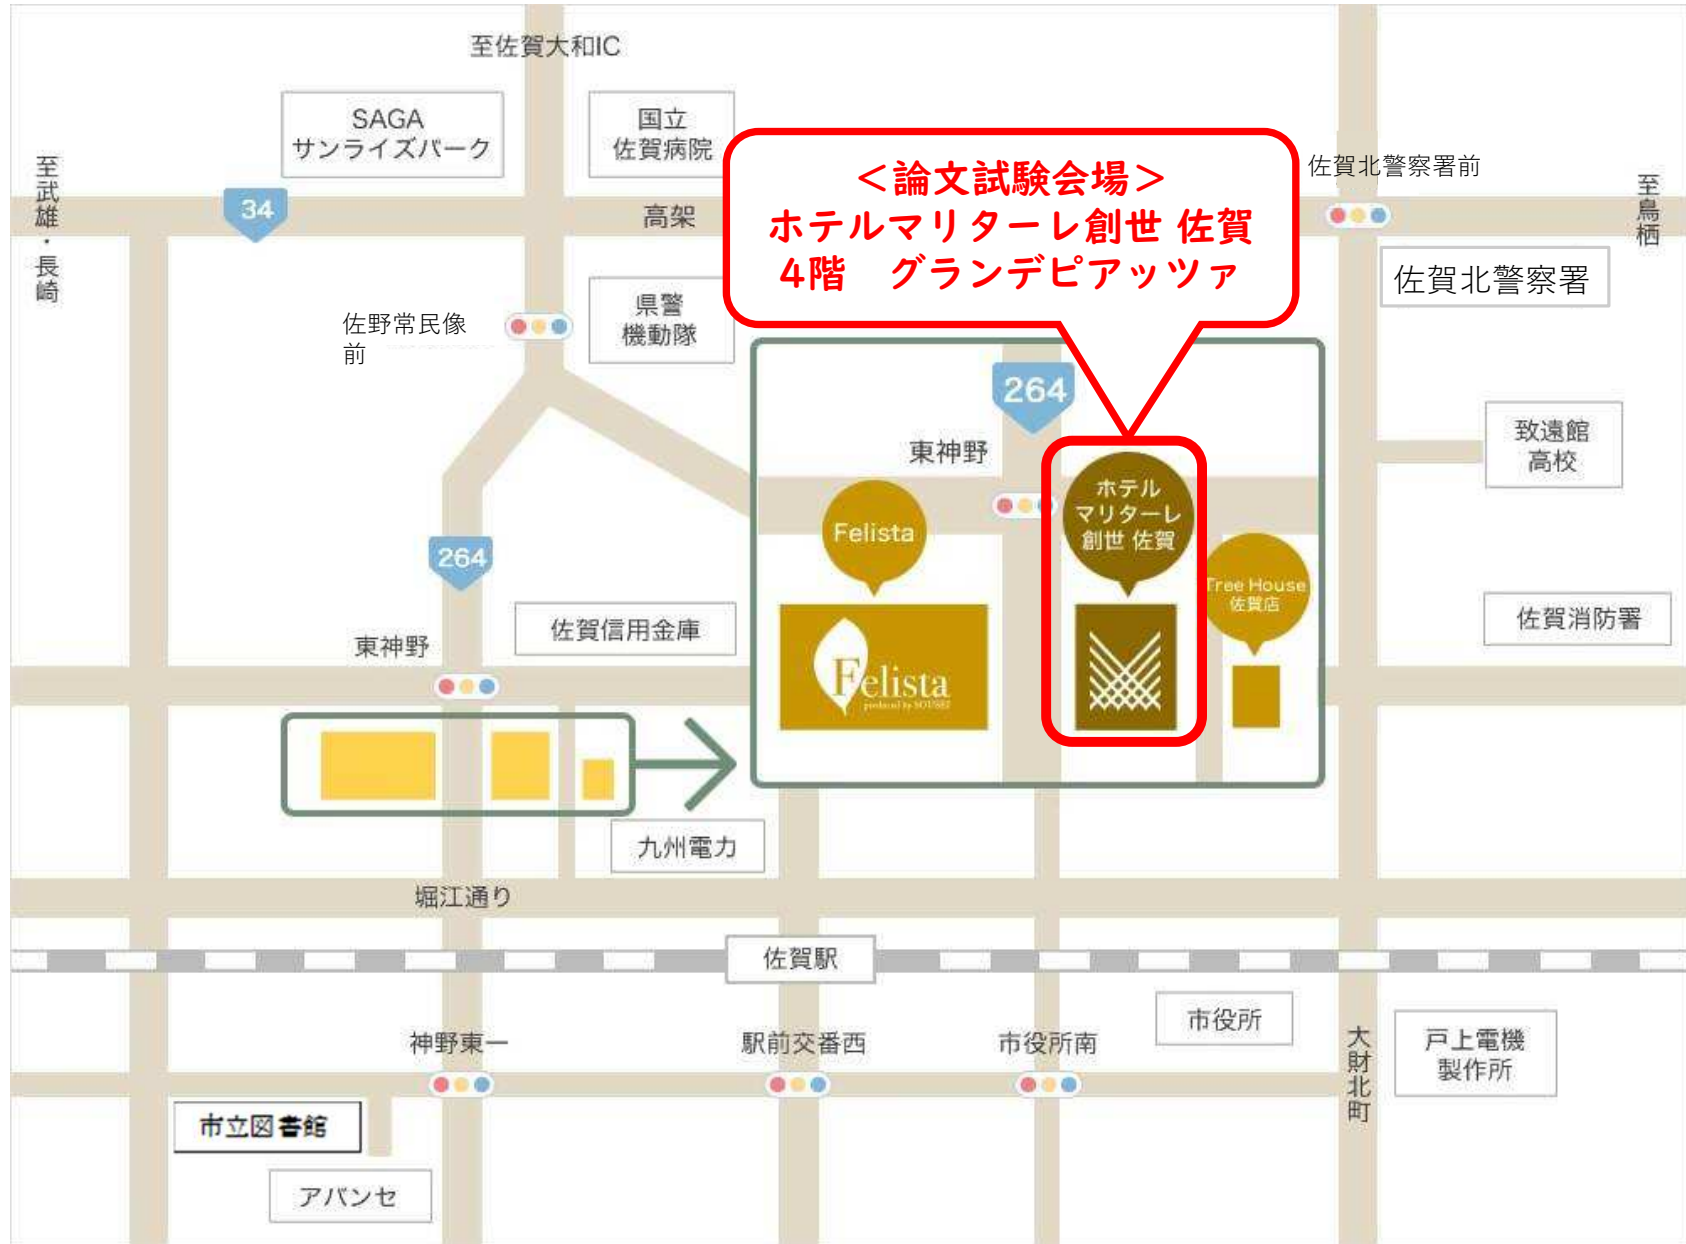 至佐賀大和IC
SAGA
サンライズパーク
国立
佐賀病院
至武雄・長崎
34
高架
＜論文試験会場＞
ホテルマリターレ創世 佐賀
4階　グランデピアッツァ
佐賀北警察署前
至鳥栖
佐賀北警察署
佐野常民像
前
県警
機動隊
264
東神野
Felista
ホテル
マリターレ
創世 佐賀
Tree House
佐賀店
Felista
produced by SOUSEI
致遠館
高校
264
佐賀信用金庫
東神野
佐賀消防署
九州電力
堀江通り
佐賀駅
神野東一
駅前交番西
市役所南
市役所
大財北町
戸上電機
製作所
市立図書館
アバンセ